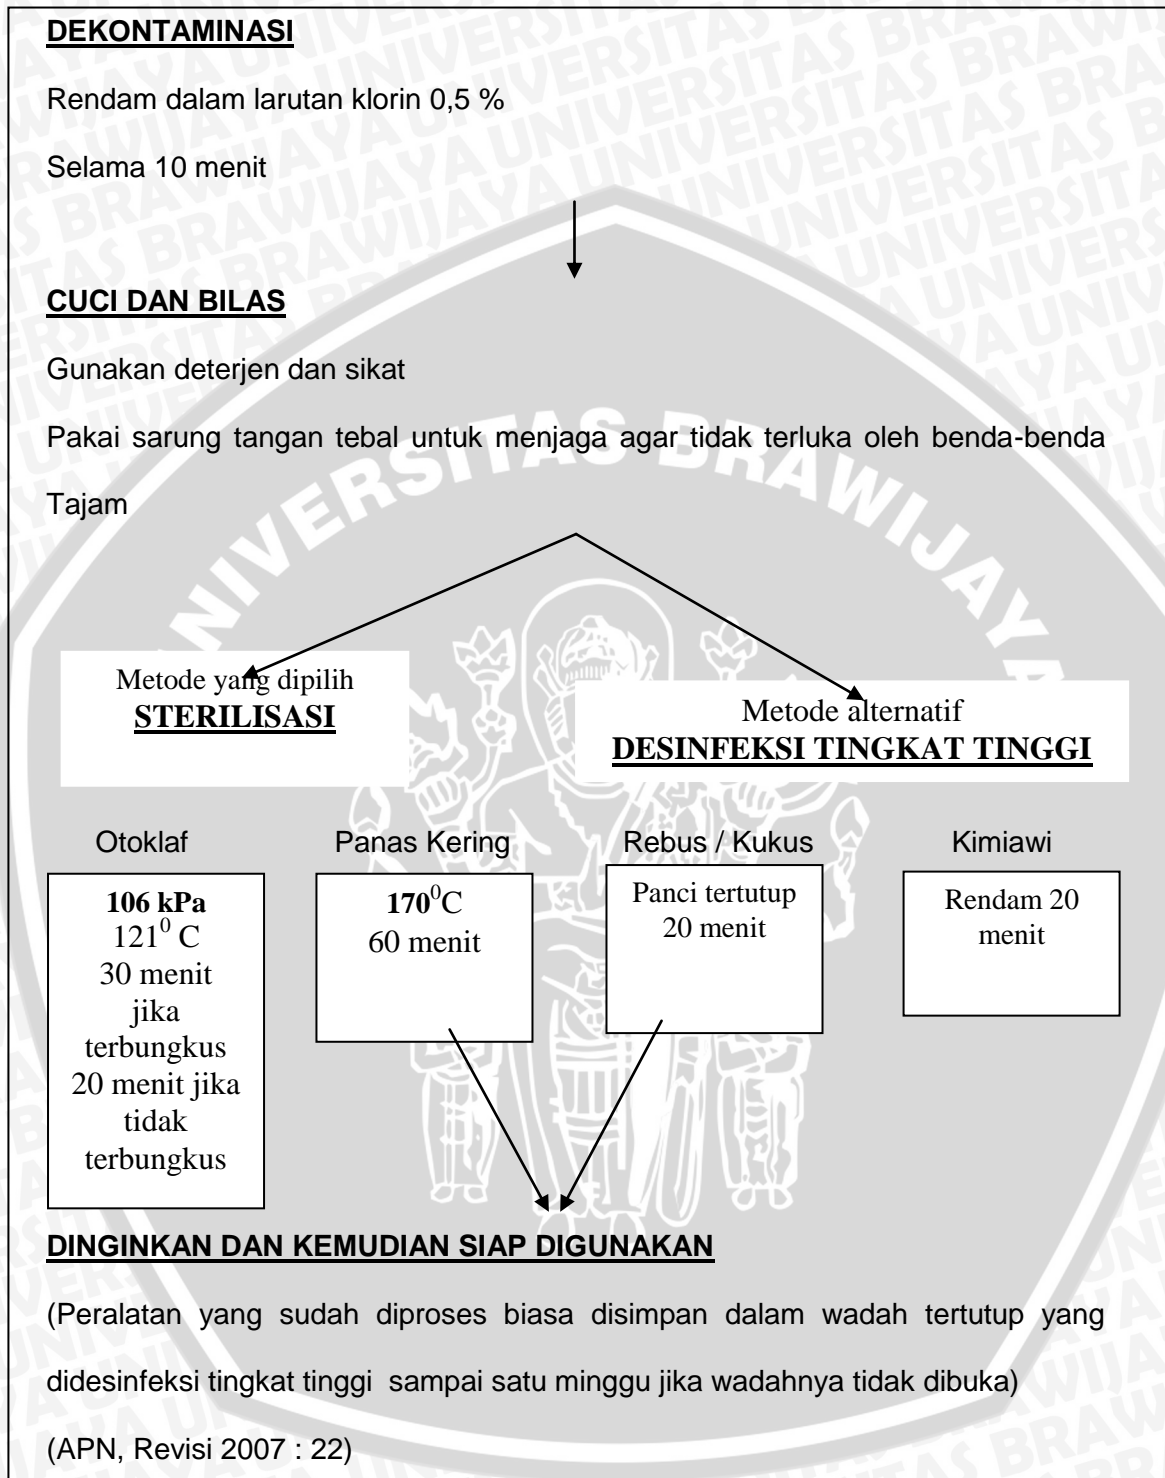 DEKONTAMINASI
Rendam dalam larutan klorin 0,5 %
Selama 10 menit
CUCI DAN BILAS
Gunakan deterjen dan sikat
Pakai sarung tangan tebal untuk menjaga agar tidak terluka oleh benda-benda
Tajam
UNIVERSITAS BRAWIJAYA
Metode yang dipilih
STERILISASI
Metode alternatif
DESINFEKSI TINGKAT TINGGI
Otoklaf
106 kPa
121⁰ C
30 menit
jika
terbungkus
20 menit jika
tidak
terbungkus
Panas Kering
170⁰C
60 menit
Rebus / Kukus
Panci tertutup
20 menit
Kimiawi
Rendam 20
menit
DINGINKAN DAN KEMUDIAN SIAP DIGUNAKAN
(Peralatan yang sudah diproses biasa disimpan dalam wadah tertutup yang
didesinfeksi tingkat tinggi sampai satu minggu jika wadahnya tidak dibuka)
(APN, Revisi 2007 : 22)